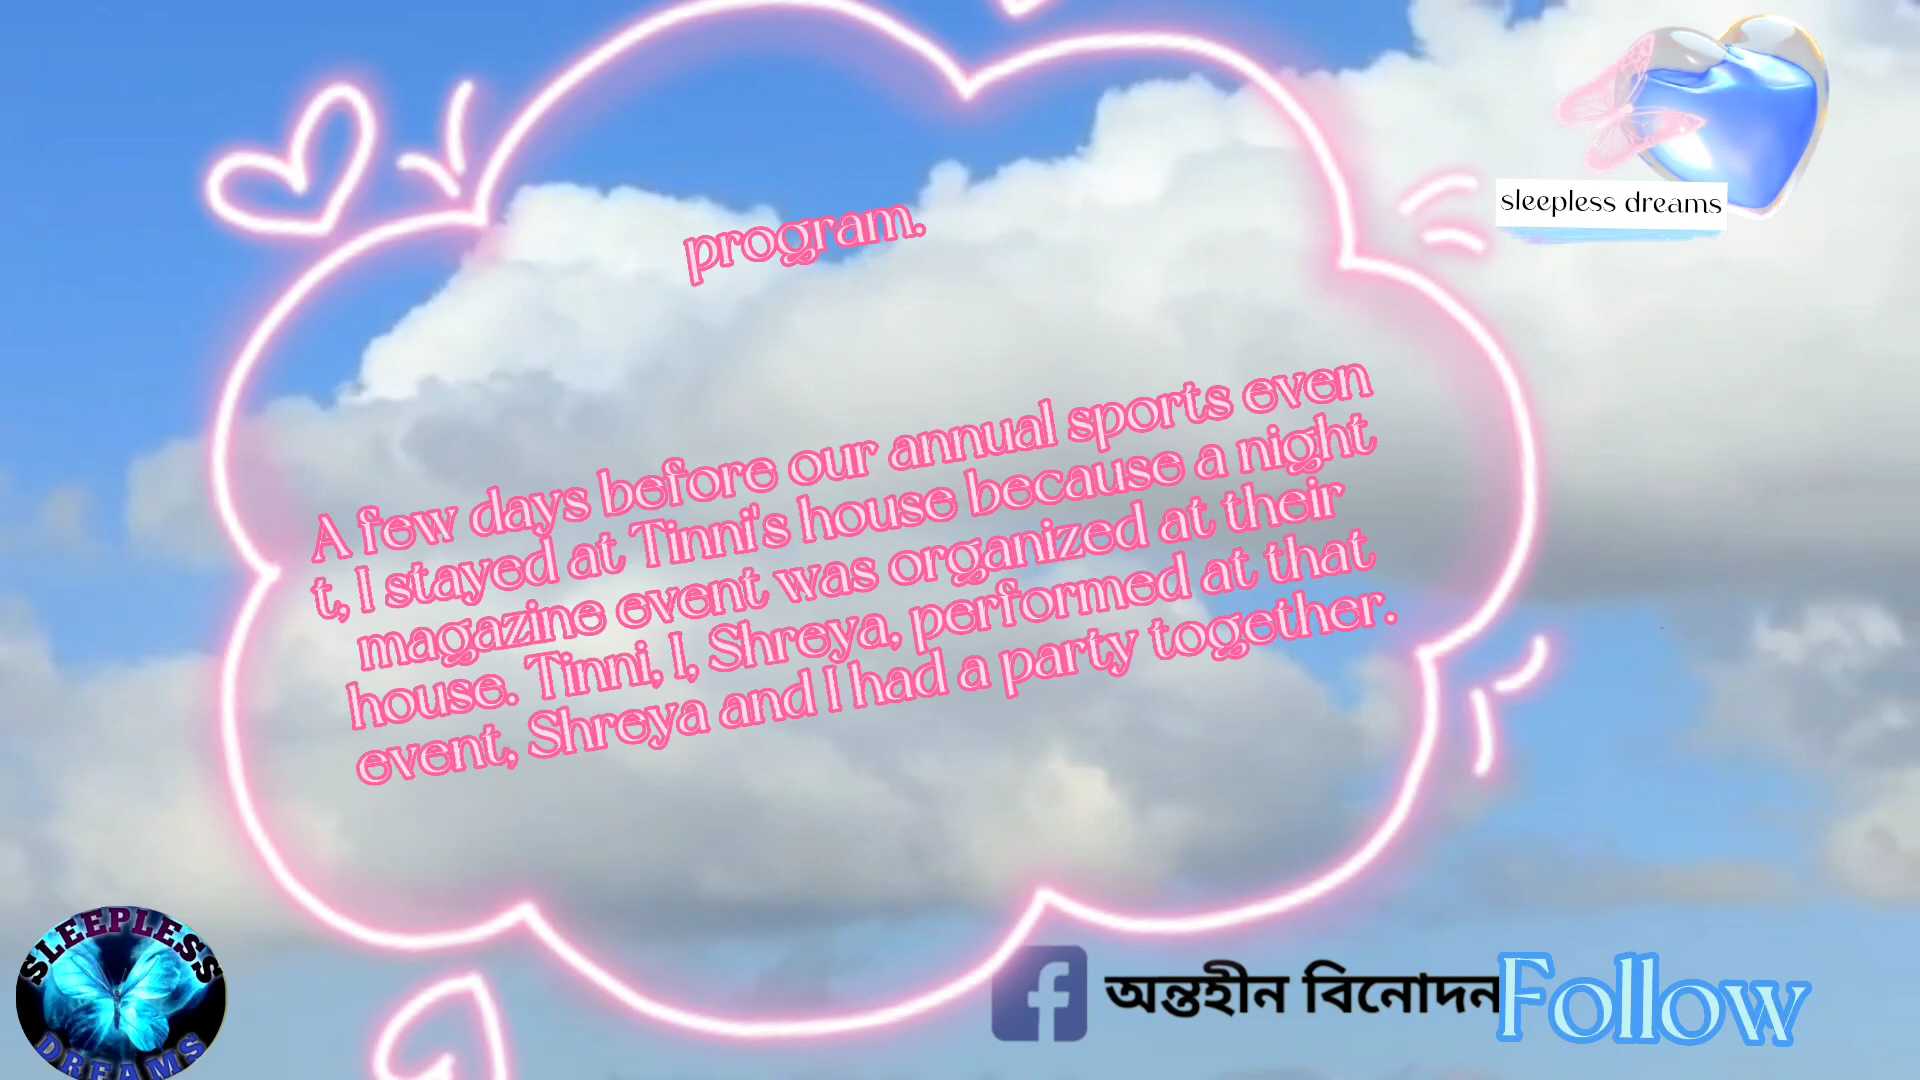 sleepless dreams
program.
A few days before our annual sports even
t, I stayed at Tinni's house because a night
magazine event was organized at their
house. Tinni, I, Shreya, performed at that
event, Shreya and I had a party together.
SLEEPLESS
DREAMS
অন্তহীন বিনোদন
Follow